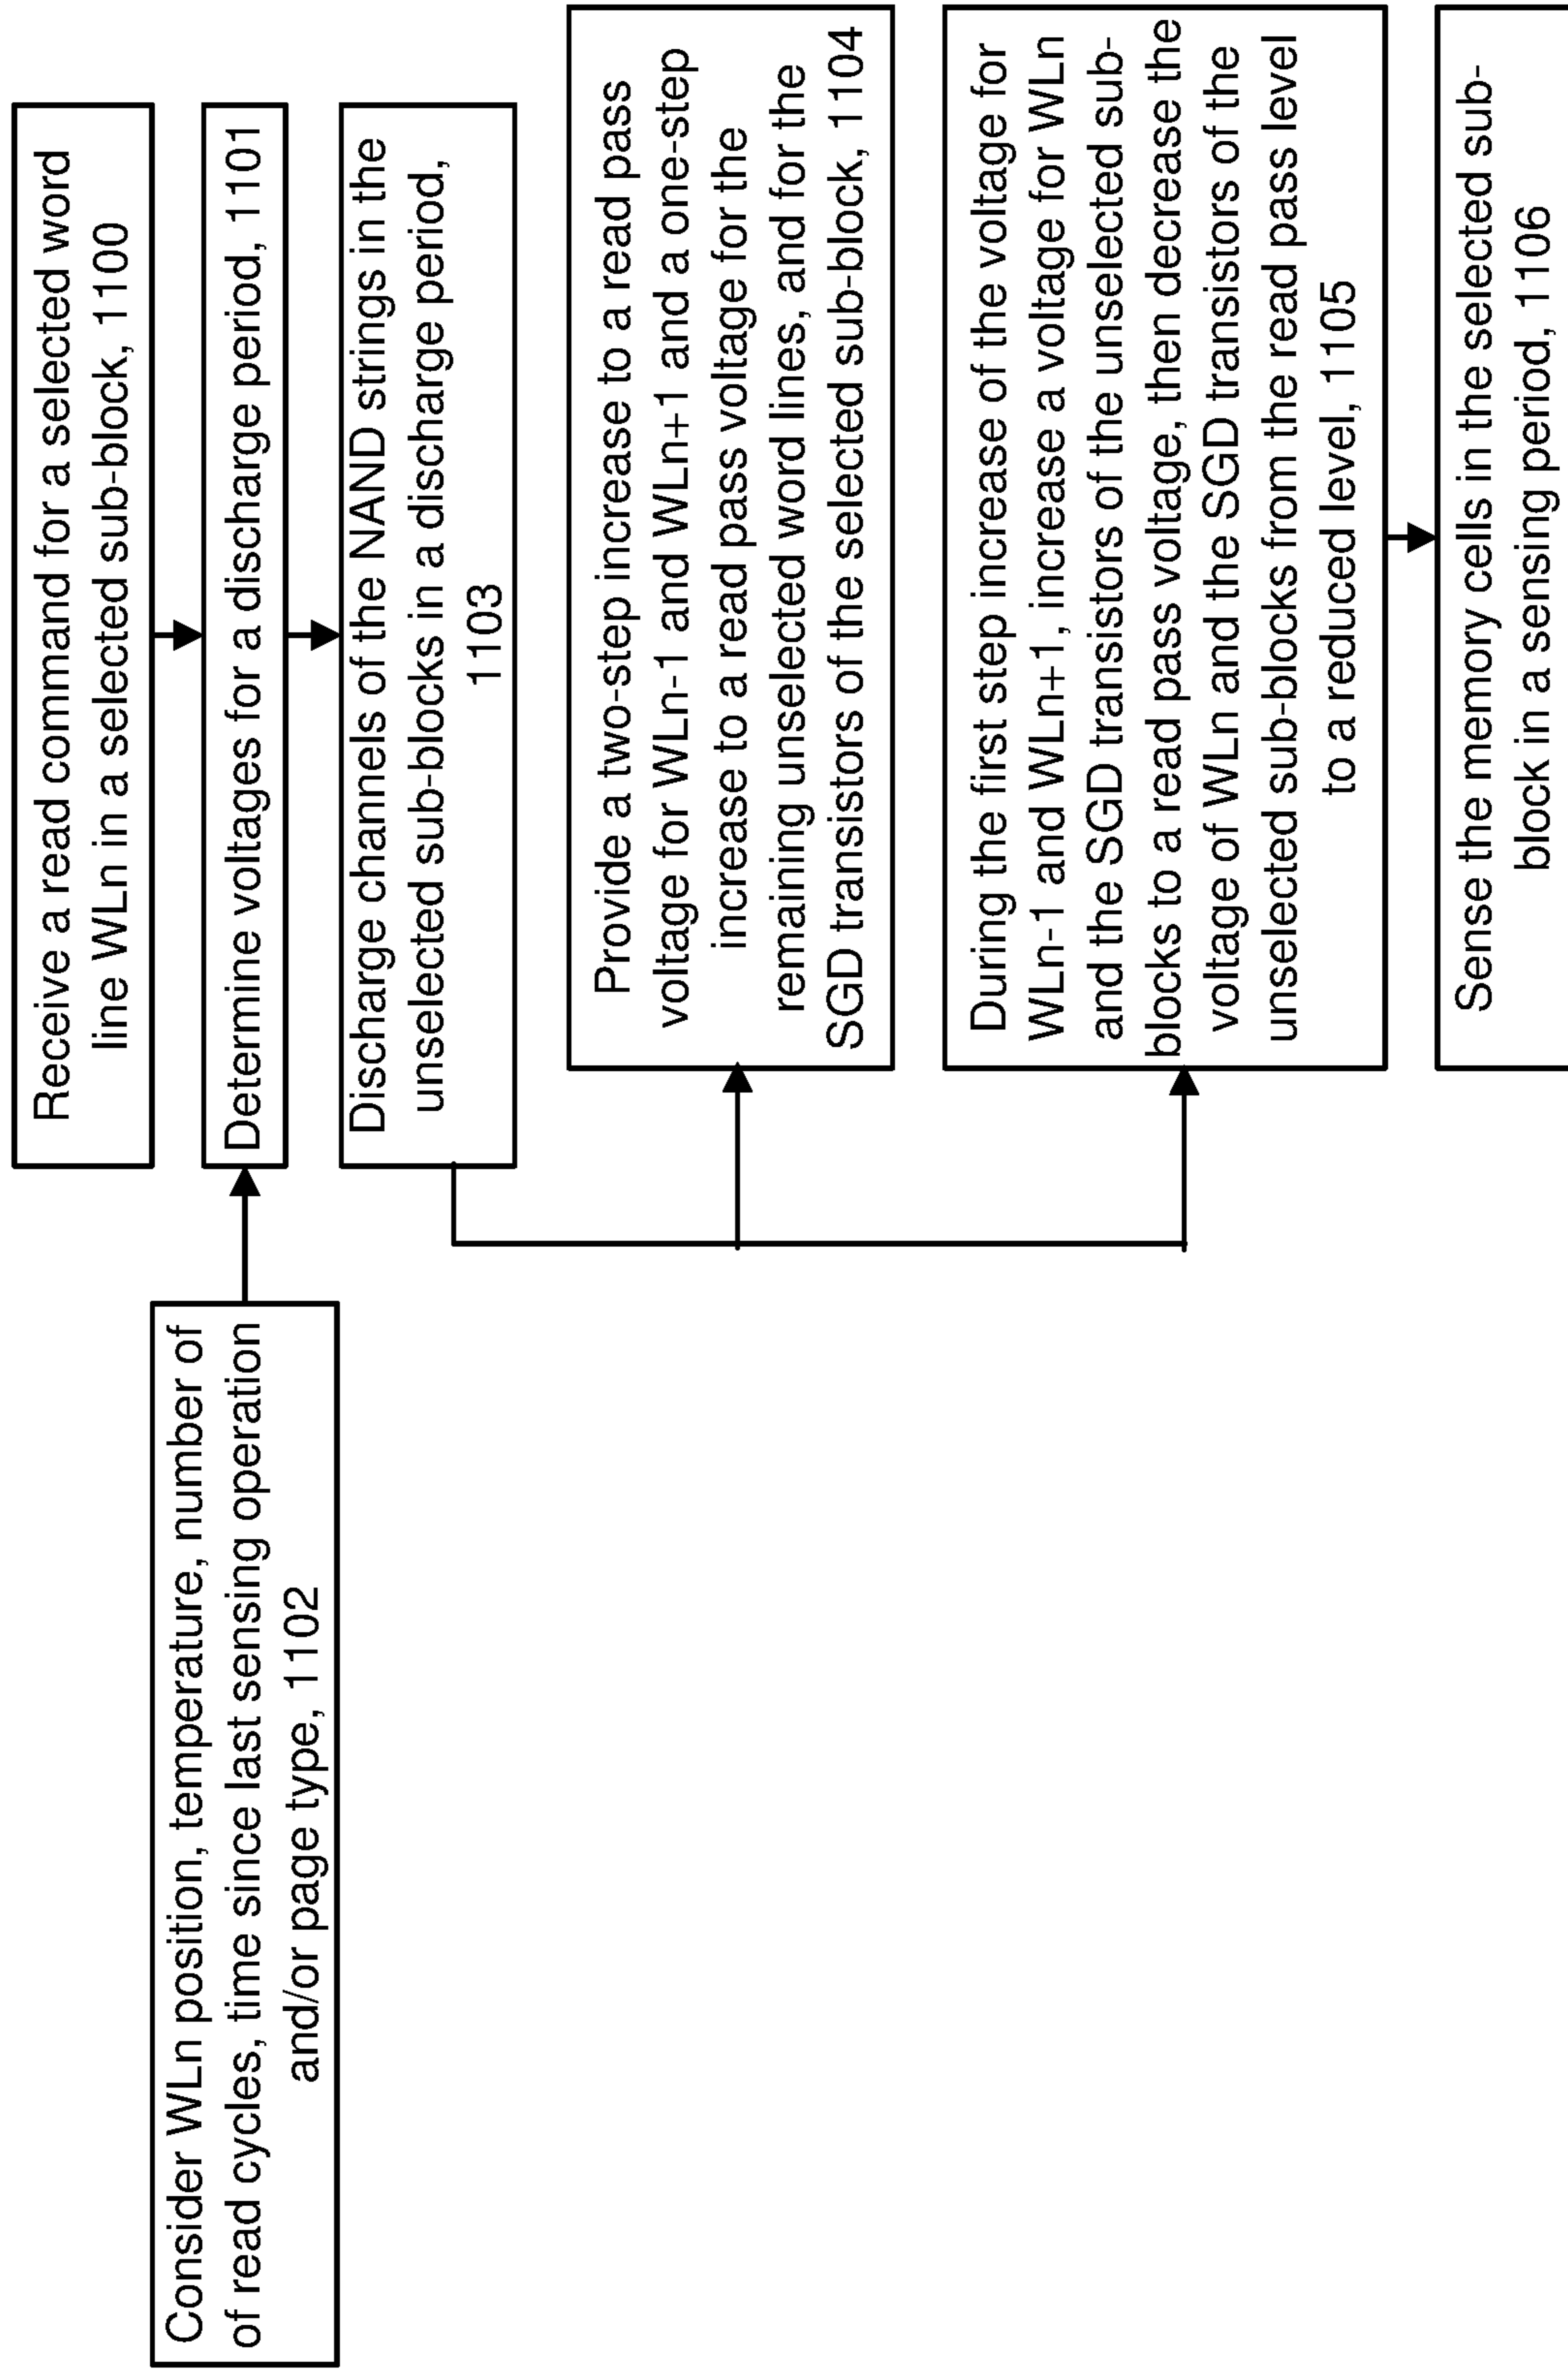 Receive a read command for a selected word
line WLn in a selected sub-block, 1100
Determine voltages for a discharge period, 1101
Consider WLn position, temperature, number of
of read cycles, time since last sensing operation
and/or page type, 1102
Discharge channels of the NAND strings in the
unselected sub-blocks in a discharge period,
1103
Provide a two-step increase to a read pass
voltage for WLn-1 and WLn+1 and a one-step
increase to a read pass voltage for the
remaining unselected word lines, and for the
SGD transistors of the selected sub-block, 1104
During the first step increase of the voltage for
WLn-1 and WLn+1, increase a voltage for WLn
and the SGD transistors of the unselected sub-
blocks to a read pass voltage, then decrease the
voltage of WLn and the SGD transistors of the
unselected sub-blocks from the read pass level
to a reduced level, 1105
Sense the memory cells in the selected sub-
block in a sensing period, 1106